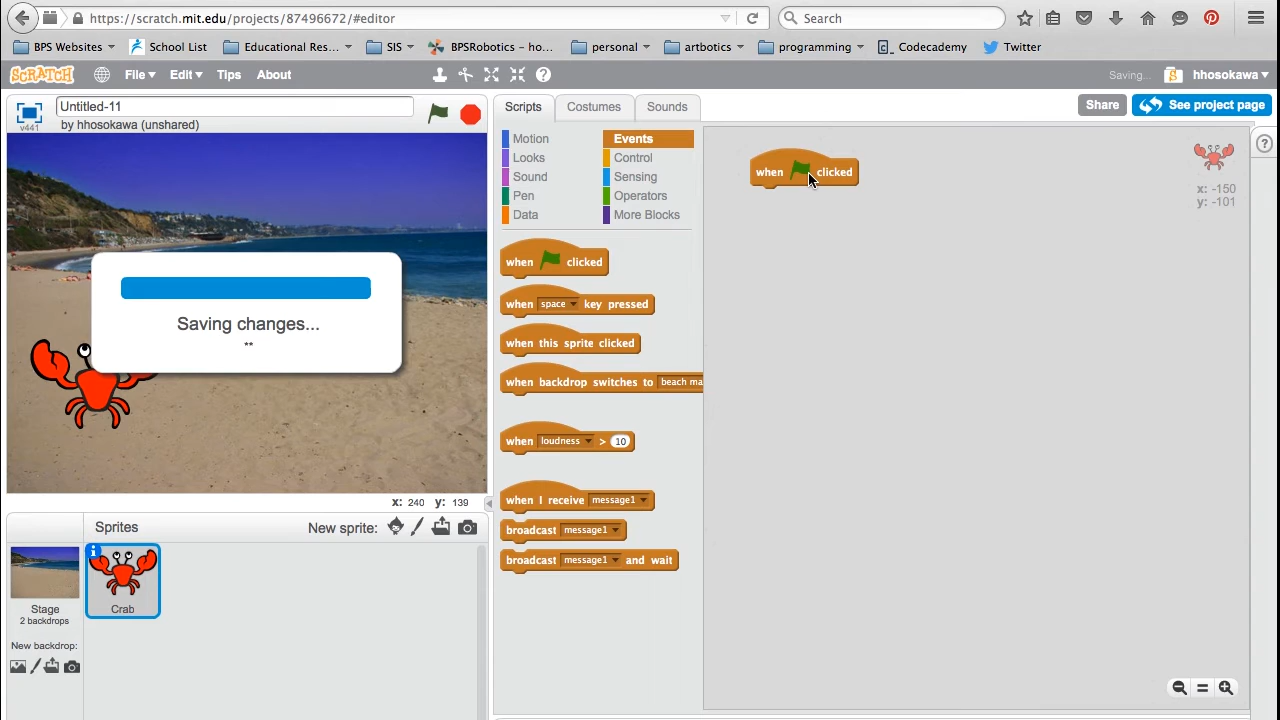 https://scratch.mit.edu/projects/87496672/#editor
Search
BPS Websites
School List
Educational Res...
SIS
BPSRobotics - ho...
personal
artbotics
programming
Codecademy
Twitter
SCRATCH
File
Edit
Tips
About
Saving...
hhosokawa
v441
Untitled-11
by hhosokawa (unshared)
Scripts
Costumes
Sounds
Share
See project page
Motion
Looks
Sound
Pen
Data
Events
Control
Sensing
Operators
More Blocks
when clicked
when space key pressed
when this sprite clicked
when backdrop switches to beach ma
when loudness > 10
when I receive message1
broadcast message1
broadcast message1 and wait
when clicked
x: -150
y: -101
?
Saving changes...
**
x: 240 y: 139
Sprites
New sprite:
Stage
2 backdrops
New backdrop:
i
Crab